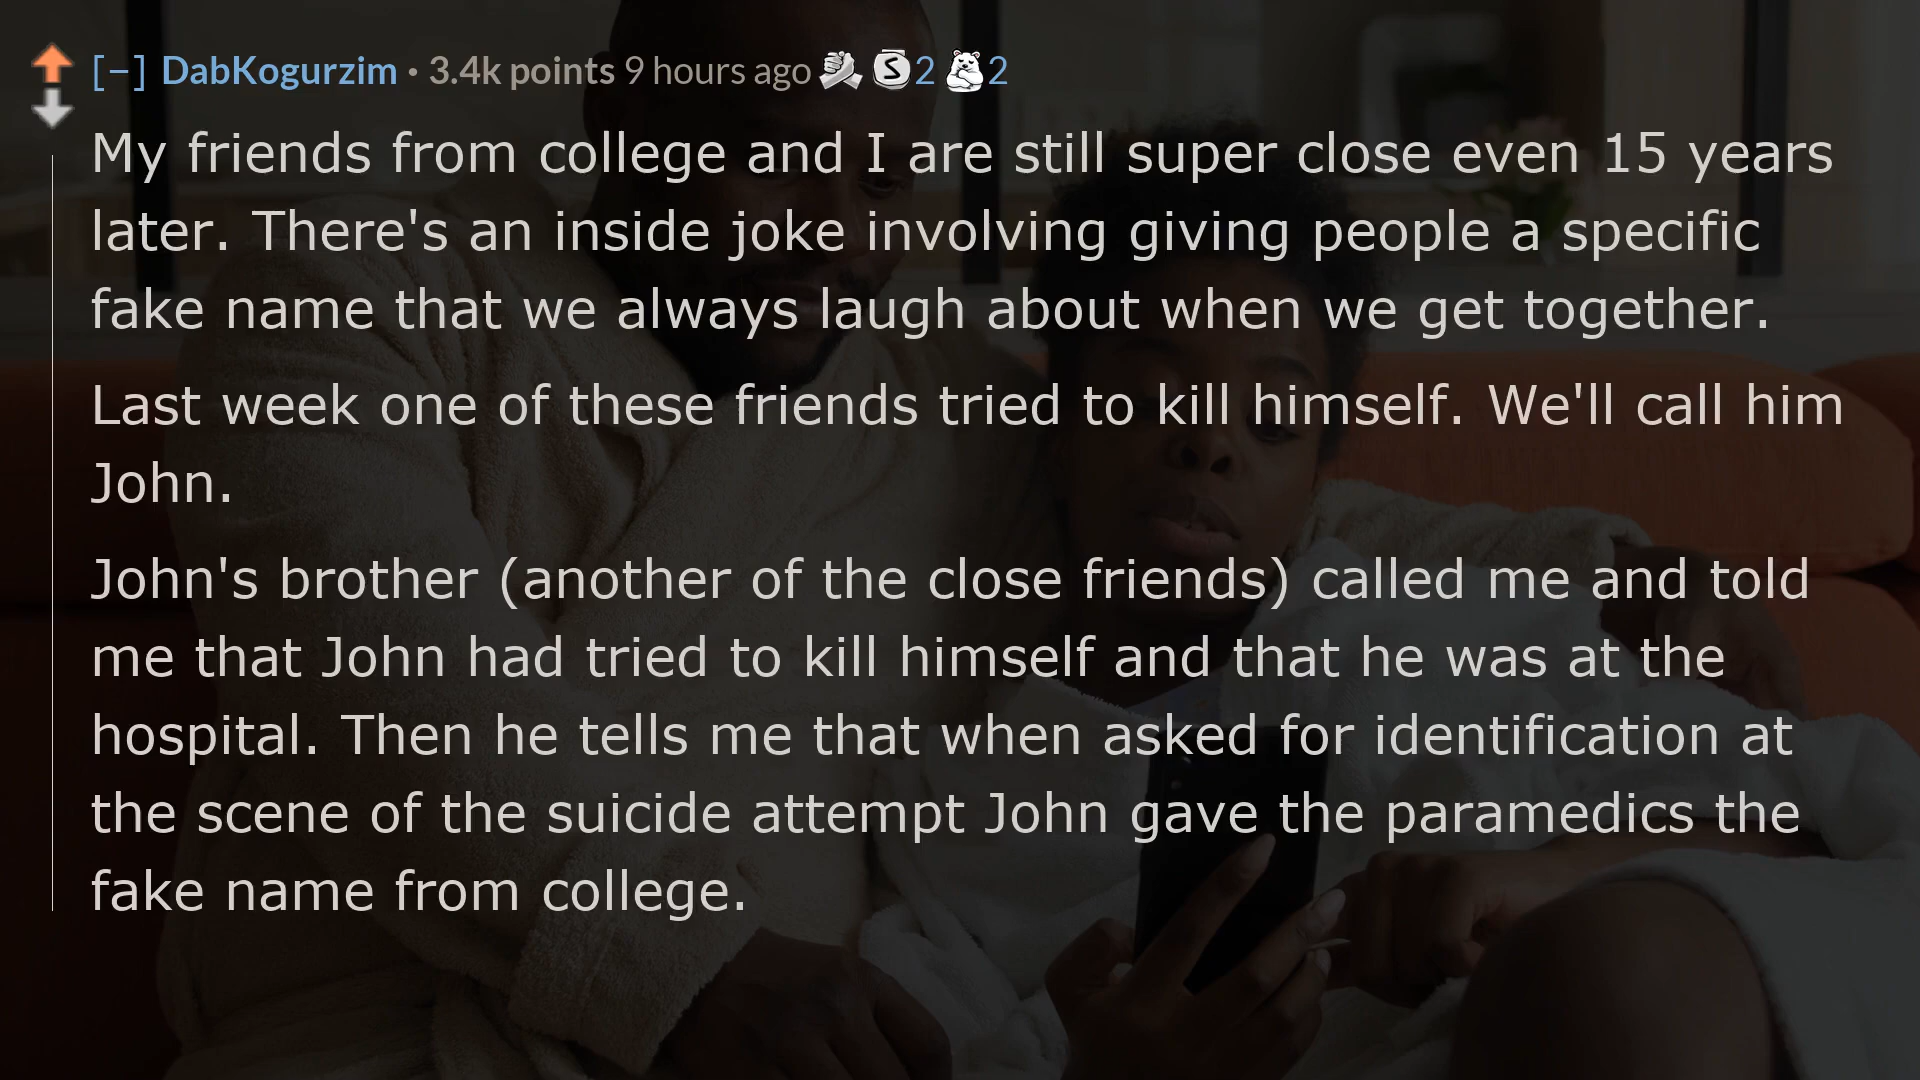 [–] DabKogurzim · 3.4k points 9 hours ago S 2 2
My friends from college and I are still super close even 15 years
later. There's an inside joke involving giving people a specific
fake name that we always laugh about when we get together.
Last week one of these friends tried to kill himself. We'll call him
John.
John's brother (another of the close friends) called me and told
me that John had tried to kill himself and that he was at the
hospital. Then he tells me that when asked for identification at
the scene of the suicide attempt John gave the paramedics the
fake name from college.